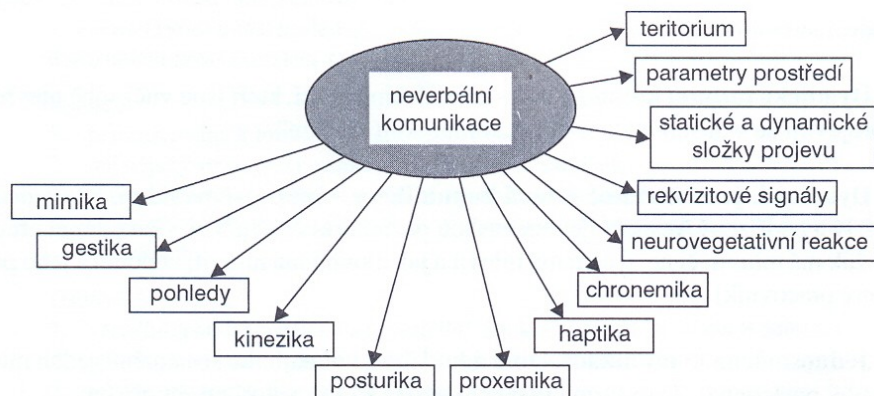 neverbální
komunikace
teritorium
parametry prostředí
statické a dynamické
složky projevu
rekvizitové signály
neurovegetativní reakce
chronemika
haptika
proxemika
posturika
kinezika
pohledy
gestika
mimika